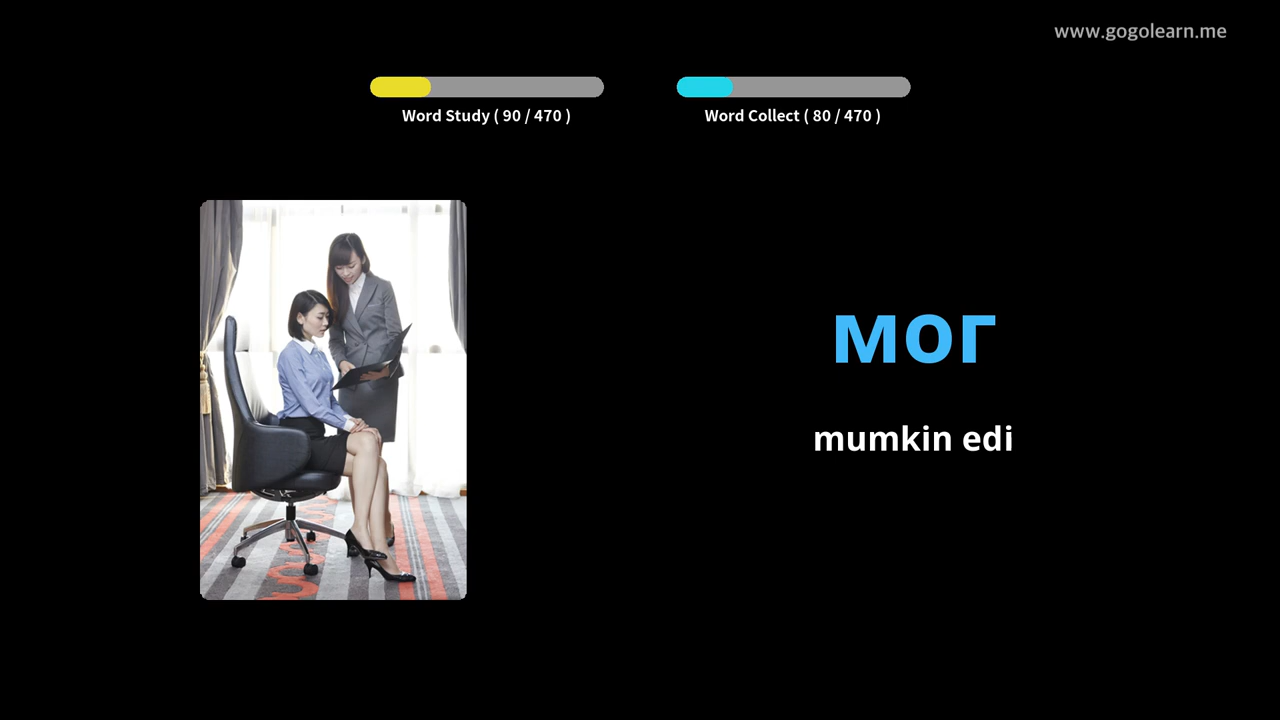 www.gogolearn.me
Word Study ( 90 / 470 )
Word Collect ( 80 / 470 )
мог
mumkin edi